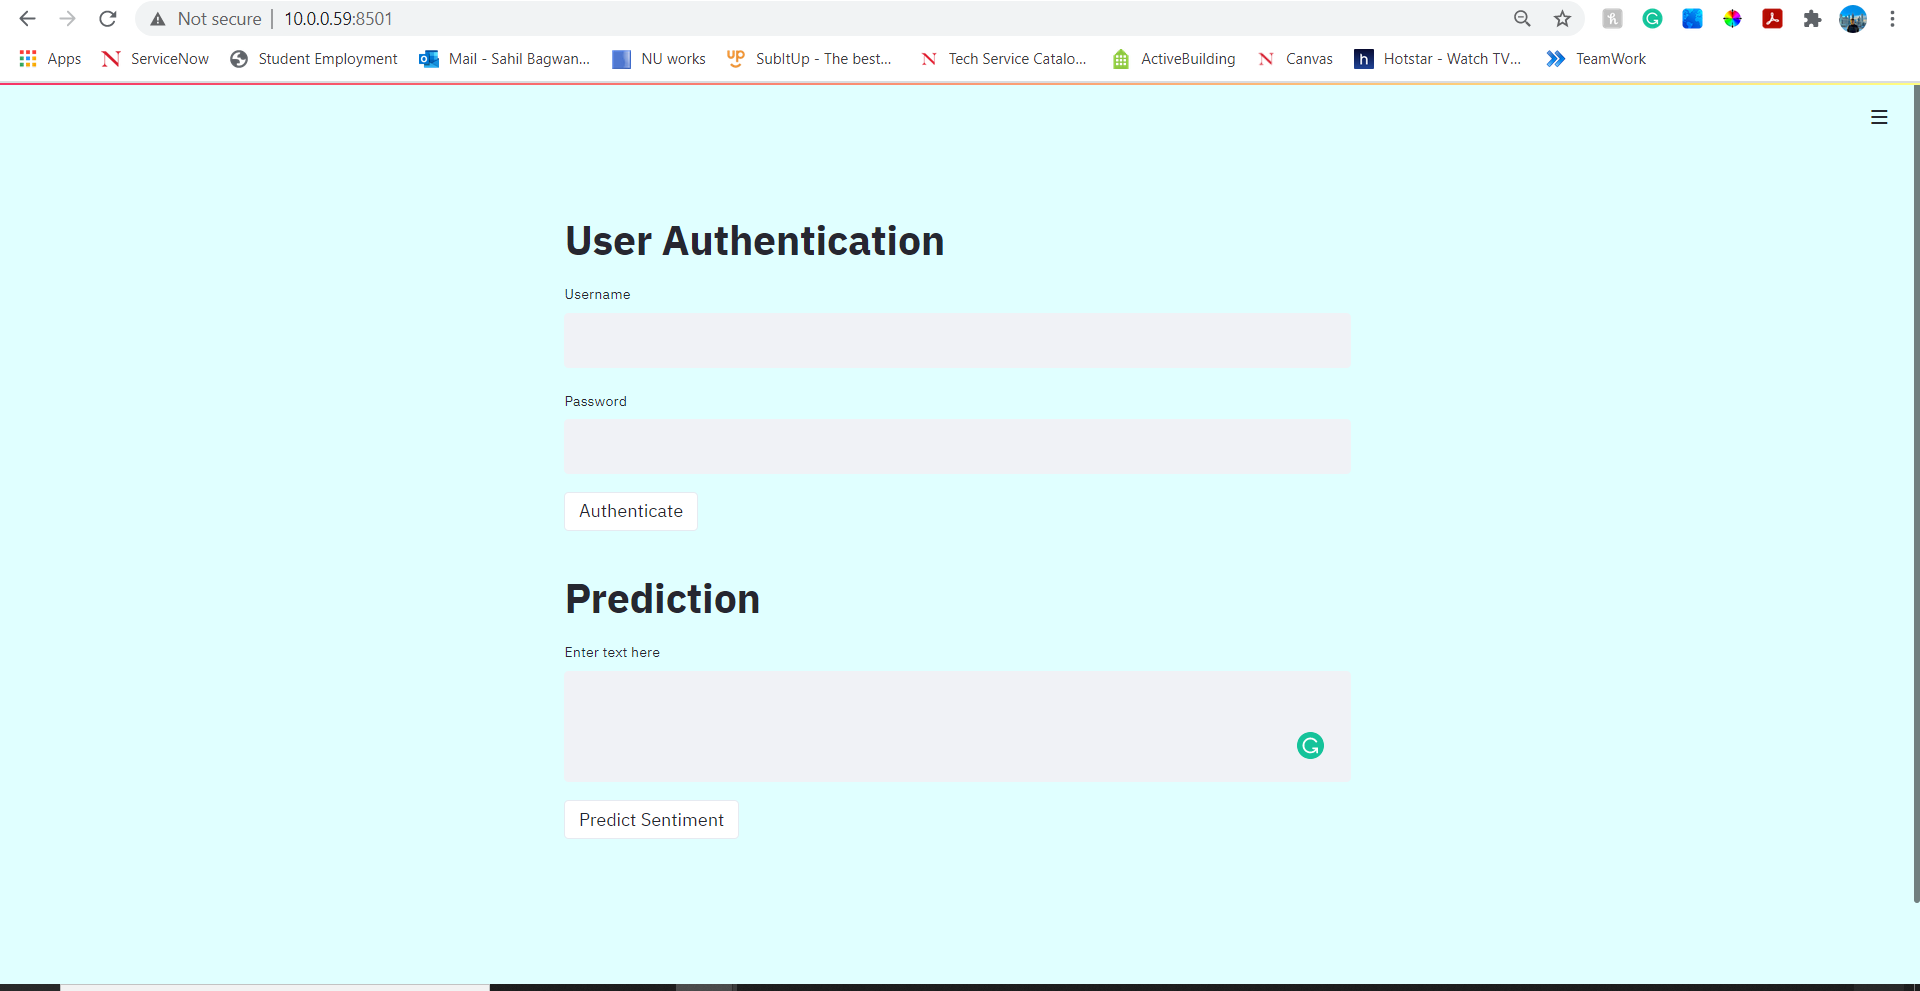 Not secure | 10.0.0.59:8501
Apps ServiceNow Student Employment Mail - Sahil Bagwan... NU works SubItUp - The best... Tech Service Catalo... ActiveBuilding Canvas Hotstar - Watch TV... TeamWork
User Authentication
Username
Password
Authenticate
Prediction
Enter text here
Predict Sentiment